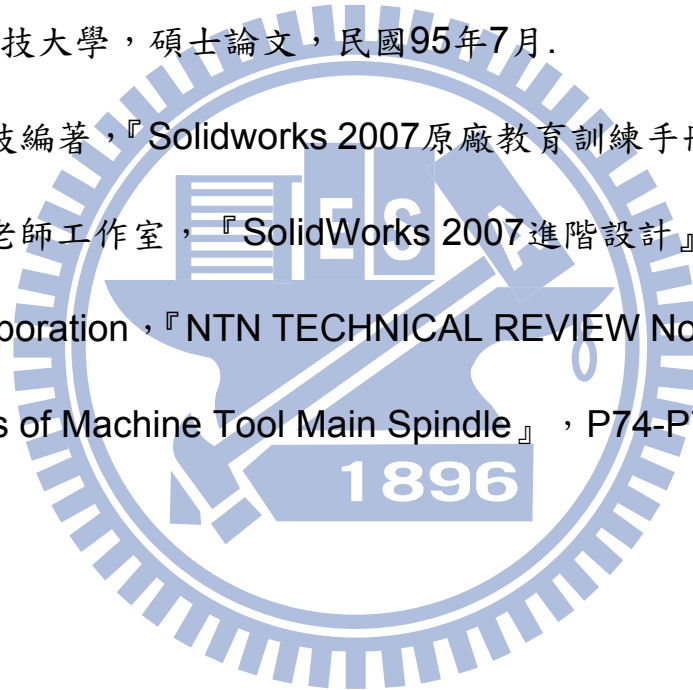 技大學，碩士論文，民國95年7月.
編著，『Solidworks 2007原廠教育訓練手
老師工作室，『SolidWorks 2007進階設計』
poration，『NTN TECHNICAL REVIEW No
E C A
s of Machine Tool Main Spindle』，P74-P
1896